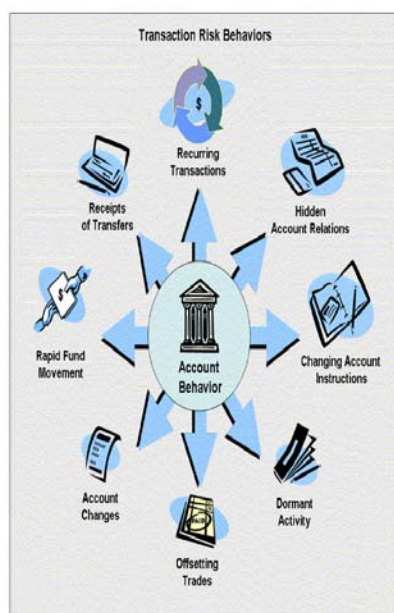 Transaction Risk Behaviors
$
Recurring
Transactions
Receipts
of Transfers
Hidden
Account Relations
$
Rapid Fund
Movement
Account
Behavior
Changing Account
Instructions
Account
Changes
Dormant
Activity
Offsetting
Trades